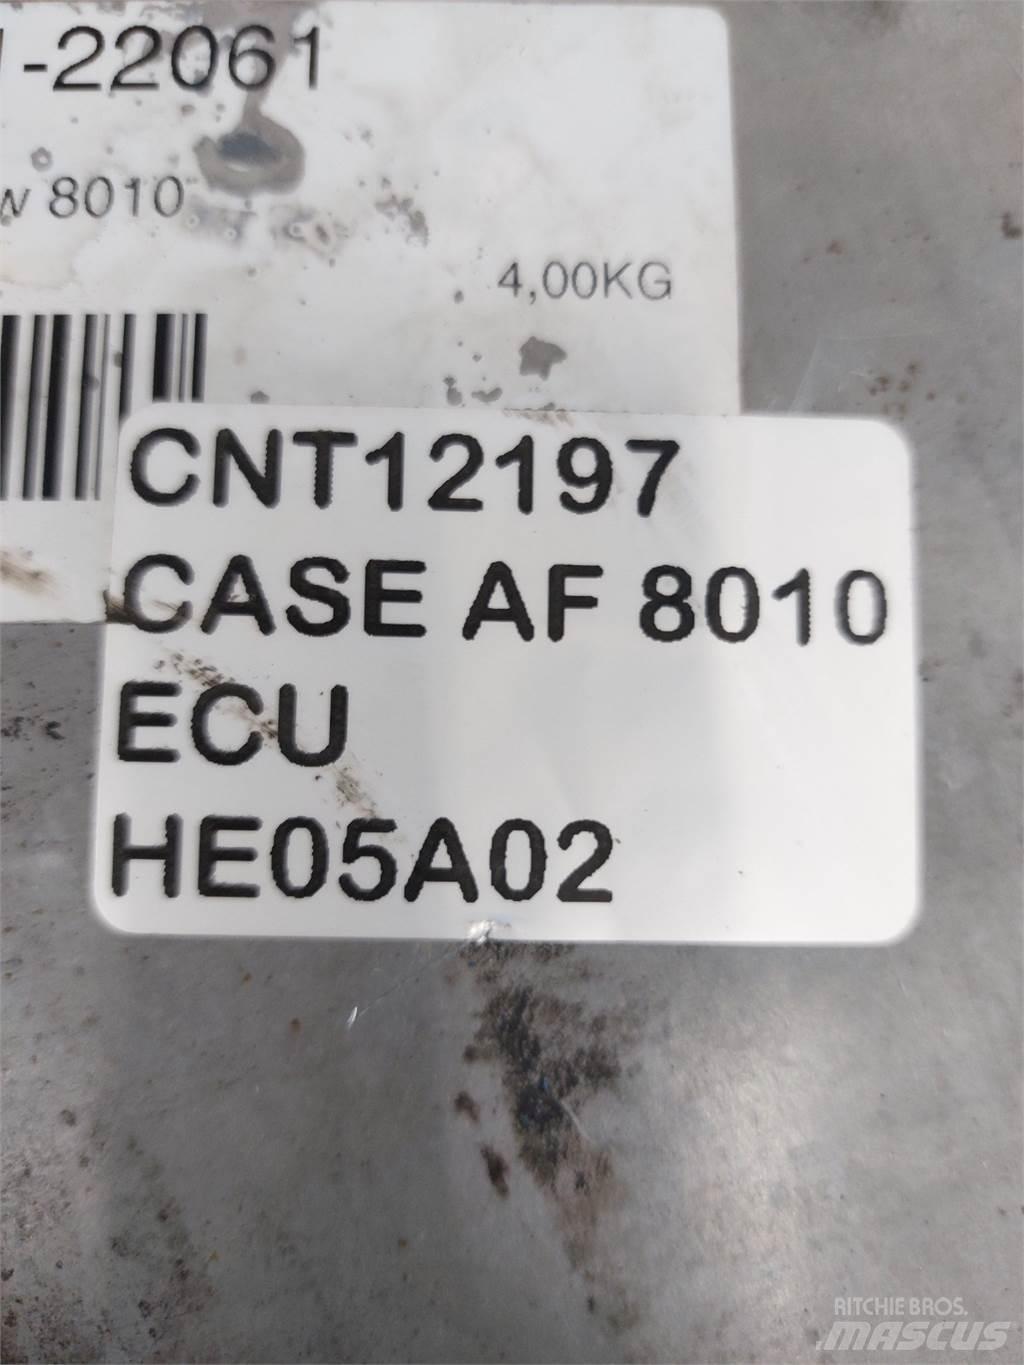 -22061
8010
4,00KG
CNT12197
CASE AF 8010
ECU
HE05A02
RITCHIE BROS.
MASCUS